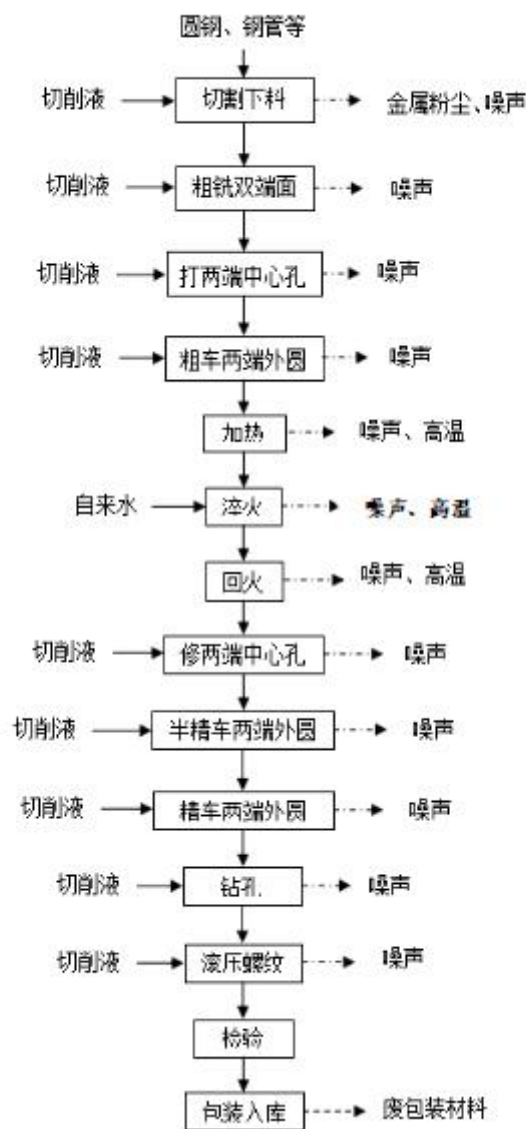 圆钢、钢管等
切削液 切割下料 金属粉尘、噪声
切削液 粗铣双端面 噪声
切削液 打两端中心孔 噪声
切削液 粗车两端外圆 噪声
加热 噪声、高温
自来水 淬火 噪声、高温
回火 噪声、高温
切削液 修两端中心孔 噪声
切削液 半精车两端外圆 噪声
切削液 精车两端外圆 噪声
切削液 钻孔 噪声
切削液 滚压螺纹 噪声
检验
包装入库 废包装材料